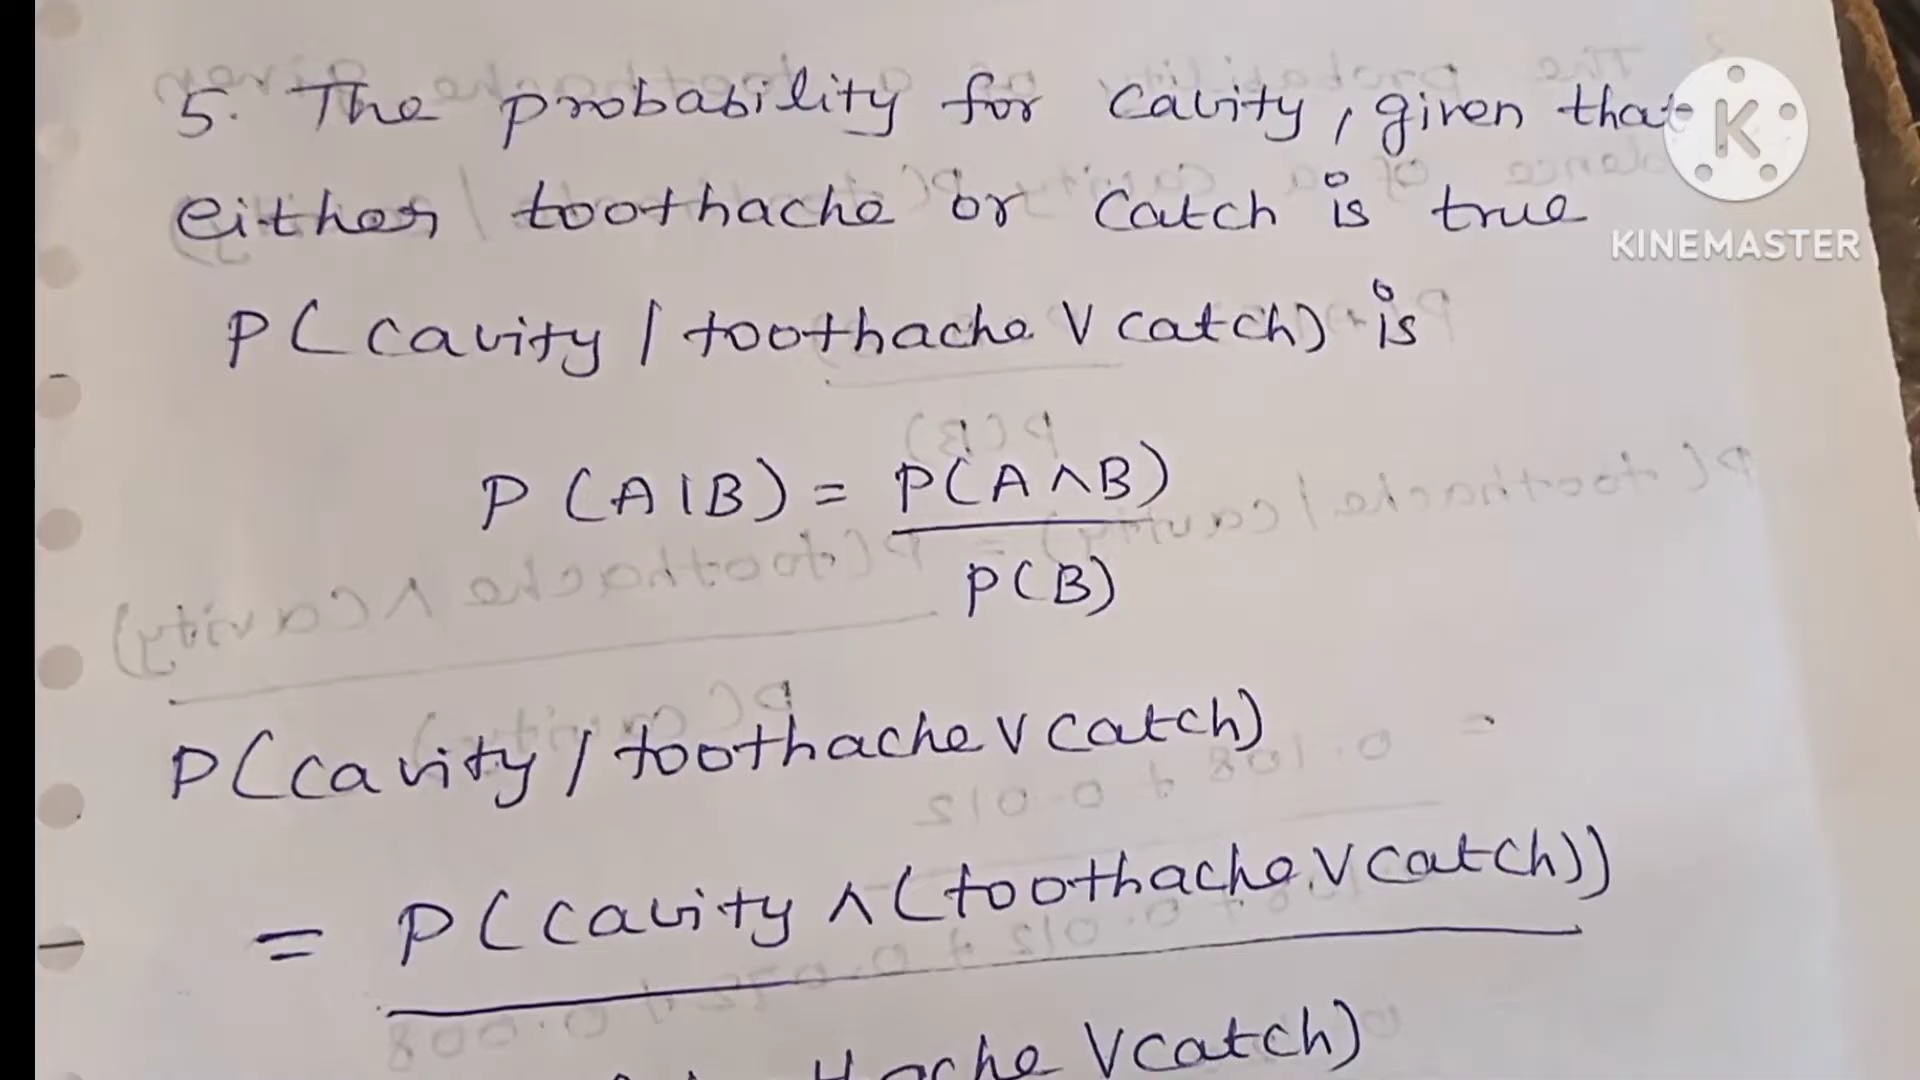 5. The probability for cavity, given that
either toothache or Catch is true
P(cavity / toothache V catch) is
P(A|B) = P(A∧B)
P(B)
P(cavity / toothache V catch)
= P(cavity ∧ (toothache V catch))
V catch)
K
KINEMASTER